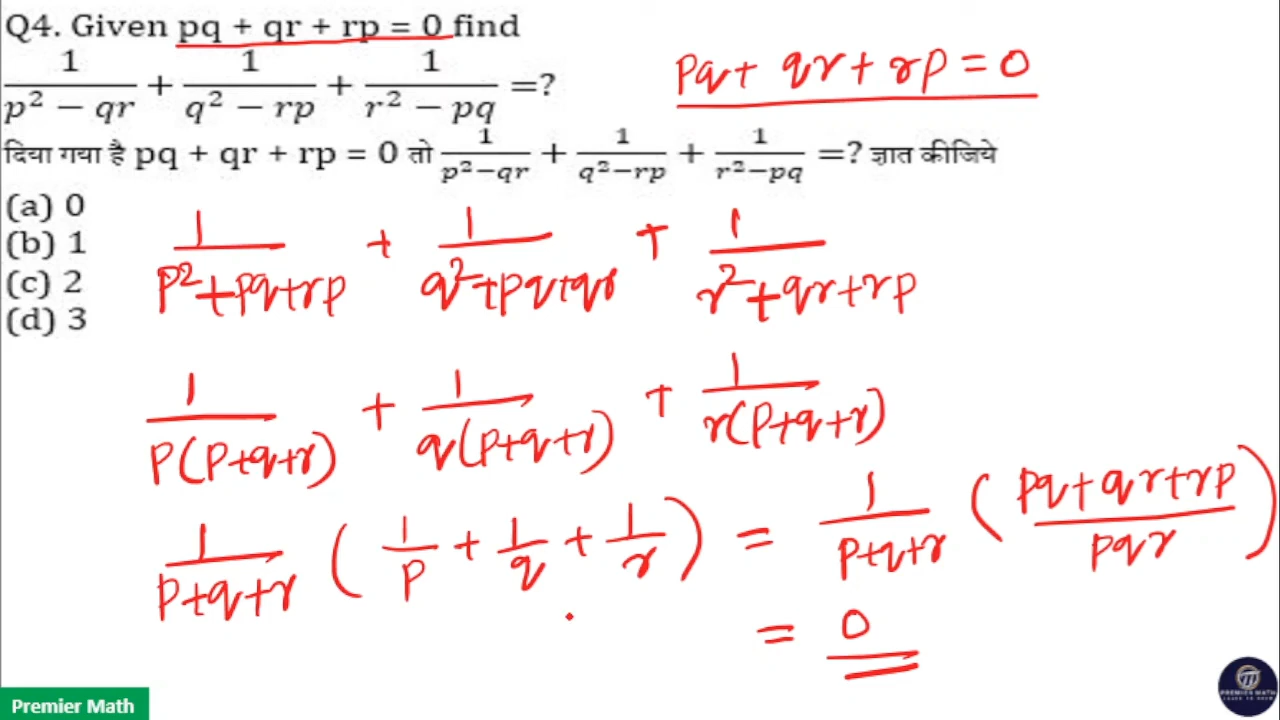 Q4. Given pq + qr + rp = 0 find
1/(p² − qr) + 1/(q² − rp) + 1/(r² − pq) =?
pq + qr + rp = 0
दिया गया है pq + qr + rp = 0 तो 1/(p²−qr) + 1/(q²−rp) + 1/(r²−pq) =? ज्ञात कीजिये
(a) 0
(b) 1
(c) 2
(d) 3
1/(p²+pq+rp) + 1/(q²+pq+qr) + 1/(r²+qr+rp)
1/(p(p+q+r)) + 1/(q(p+q+r)) + 1/(r(p+q+r))
1/(p+q+r) (1/p + 1/q + 1/r) = 1/(p+q+r) ((pq+qr+rp)/pqr)
= 0
Premier Math
PREMIER MATH